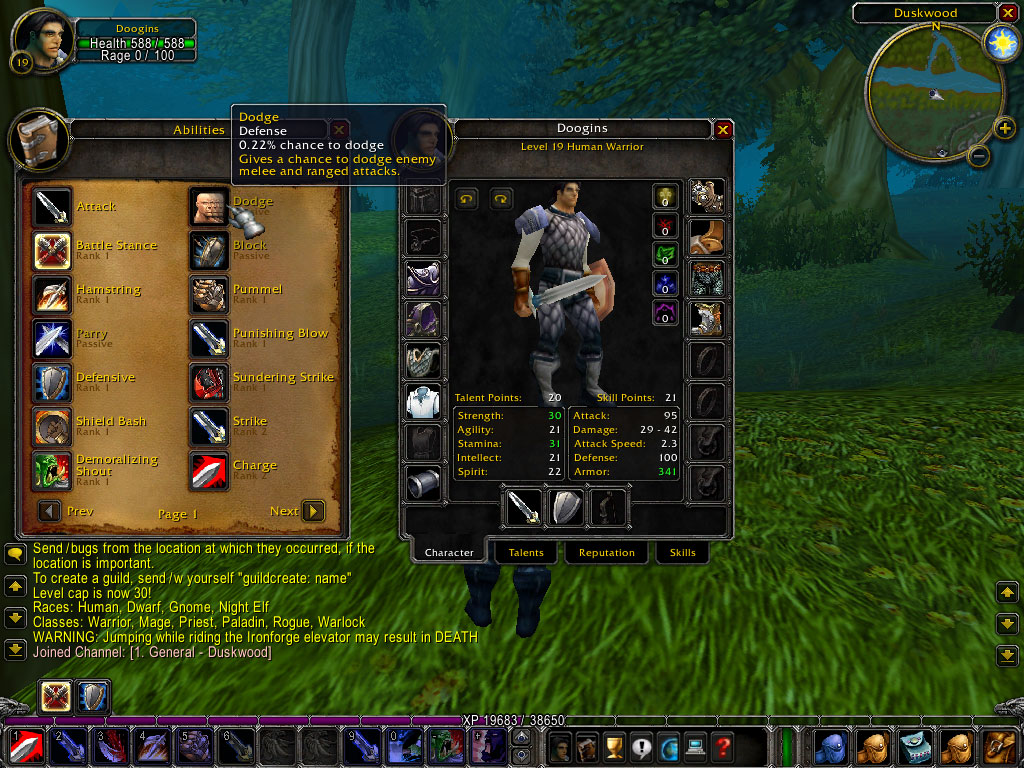 Doogins
Health 588 / 588
Rage 0 / 100
19
Duskwood
N
Abilities
Dodge
Defense
0.22% chance to dodge
Gives a chance to dodge enemy
melee and ranged attacks.
Attack
Dodge
Passive
Battle Stance
Rank 1
Block
Passive
Hamstring
Rank 1
Pummel
Rank 1
Parry
Passive
Punishing Blow
Rank 1
Defensive
Rank 1
Sundering Strike
Rank 1
Shield Bash
Rank 1
Strike
Rank 2
Demoralizing
Shout
Rank 1
Charge
Rank 2
Prev
Page 1
Next
Doogins
Level 19 Human Warrior
0
0
0
0
0
Talent Points: 20
Skill Points: 21
Strength: 30
Agility: 21
Stamina: 31
Intellect: 21
Spirit: 22
Attack: 95
Damage: 29 - 42
Attack Speed: 2.3
Defense: 100
Armor: 341
Character
Talents
Reputation
Skills
Send /bugs from the location at which they occurred, if the
location is important.
To create a guild, send /w yourself "guildcreate: name"
Level cap is now 30!
Races: Human, Dwarf, Gnome, Night Elf
Classes: Warrior, Mage, Priest, Paladin, Rogue, Warlock
WARNING: Jumping while riding the Ironforge elevator may result in DEATH
Joined Channel: [1. General - Duskwood]
XP 19683 / 38650
1 2 3 4 5 6 9 0 - +